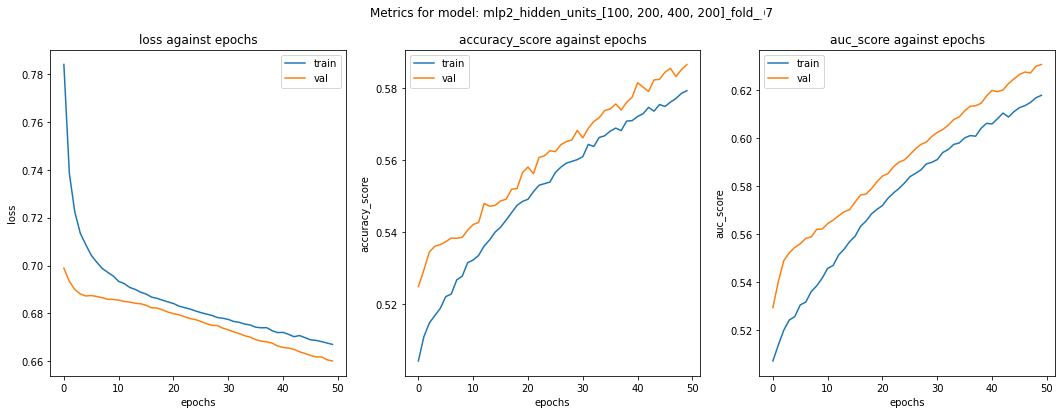 Metrics for model: mlp2_hidden_units_[100, 200, 400, 200]_fold_07
loss against epochs
train
val
0.78
0.76
0.74
0.72
0.70
0.68
0.66
loss
0
10
20
30
40
50
epochs
accuracy_score against epochs
train
val
0.58
0.56
0.54
0.52
accuracy_score
0
10
20
30
40
50
epochs
auc_score against epochs
train
val
0.62
0.60
0.58
0.56
0.54
0.52
auc_score
0
10
20
30
40
50
epochs